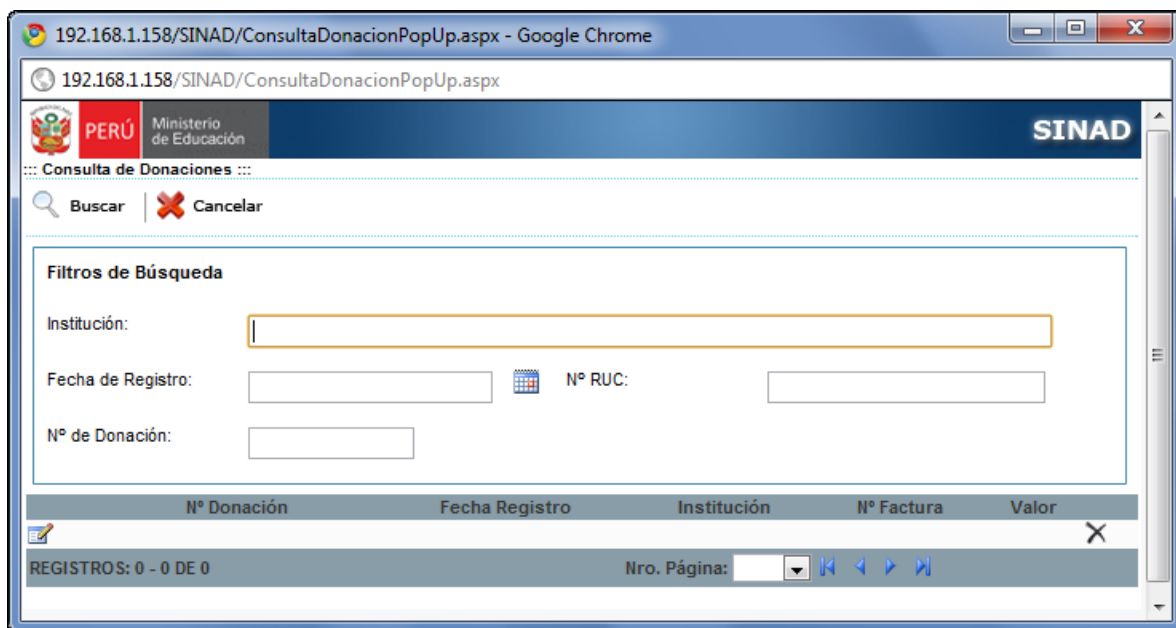 192.168.1.158/SINAD/ConsultaDonacionPopUp.aspx - Google Chrome
192.168.1.158/SINAD/ConsultaDonacionPopUp.aspx
PERÚ Ministerio de Educación SINAD
::: Consulta de Donaciones :::
Buscar Cancelar
Filtros de Búsqueda
Institución:
Fecha de Registro: Nº RUC:
Nº de Donación:
Nº Donación Fecha Registro Institución Nº Factura Valor
REGISTROS: 0 - 0 DE 0 Nro. Página: